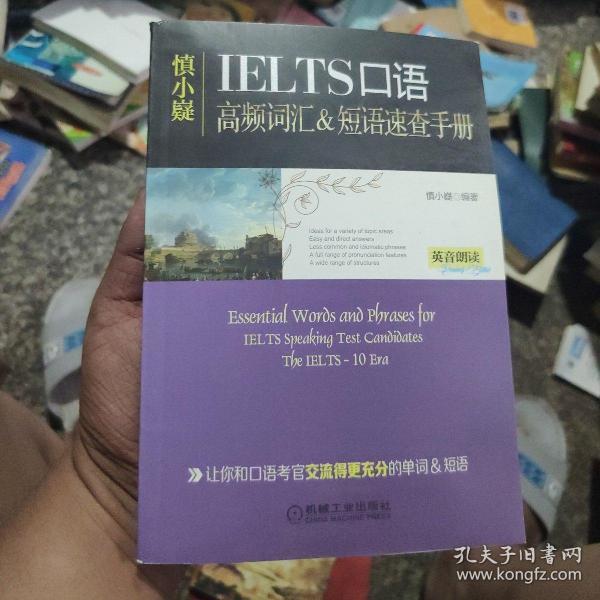 慎小嶷
IELTS口语
高频词汇&短语速查手册
慎小嶷◎编著
Ideas for a variety of topic areas
Easy and direct answers
Less common and idiomatic phrases
A full range of pronunciation features
A wide range of structures
英音朗读
Essential Words and Phrases for
IELTS Speaking Test Candidates
The IELTS-10 Era
让你和口语考官交流得更充分的单词&短语
机械工业出版社
CHINA MACHINE PRESS
孔夫子旧书网
www.kongfz.com